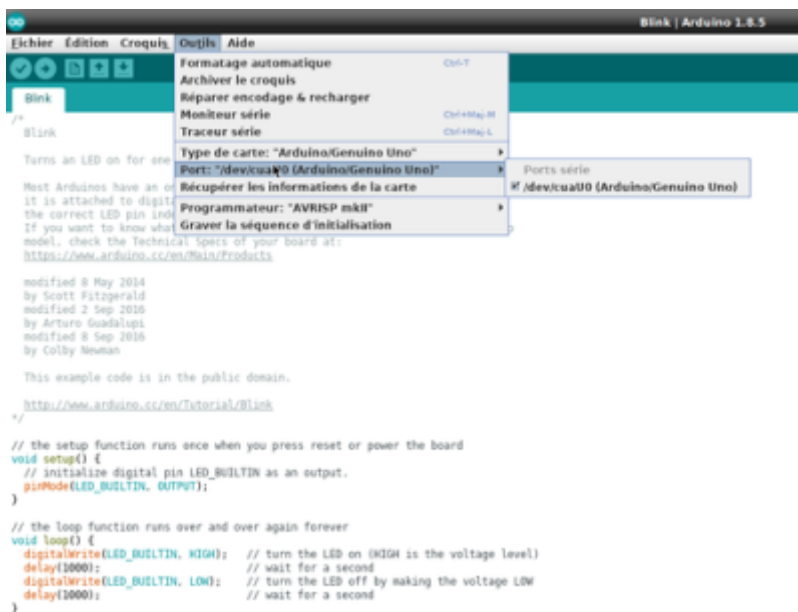 Blink | Arduino 1.8.5
Fichier Édition Croquis Outils Aide
Formatage automatique Ctrl-T
Archiver le croquis
Réparer encodage & recharger
Moniteur série Ctrl+Maj-M
Traceur série Ctrl+Maj-L
Type de carte: "Arduino/Genuino Uno"
Port: "/dev/cuaU0 (Arduino/Genuino Uno)"
Récupérer les informations de la carte
Programmateur: "AVRISP mkII"
Graver la séquence d'initialisation
Ports série
/dev/cuaU0 (Arduino/Genuino Uno)
Blink
/*
Blink
Turns an LED on for one
Most Arduinos have an
it is attached to
the correct LED pin
If you want to know
model, check the Technical Specs of your board at:
https://www.arduino.cc/en/Main/Products
modified 8 May 2014
by Scott Fitzgerald
modified 2 Sep 2016
by Arturo Guadalupi
modified 8 Sep 2016
by Colby Newman
This example code is in the public domain.
http://www.arduino.cc/en/Tutorial/Blink
*/
// the setup function runs once when you press reset or power the board
void setup() {
// initialize digital pin LED_BUILTIN as an output.
pinMode(LED_BUILTIN, OUTPUT);
}
// the loop function runs over and over again forever
void loop() {
digitalWrite(LED_BUILTIN, HIGH); // turn the LED on (HIGH is the voltage level)
delay(1000); // wait for a second
digitalWrite(LED_BUILTIN, LOW); // turn the LED off by making the voltage LOW
delay(1000); // wait for a second
}